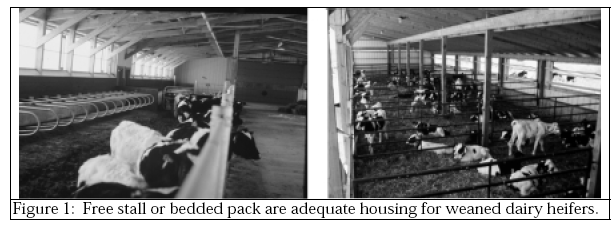 Figure 1:  Free stall or bedded pack are adequate housing for weaned dairy heifers.